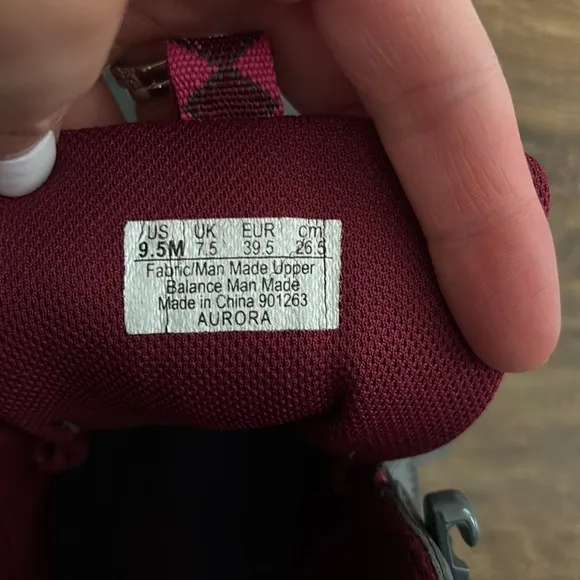 US UK EUR cm
9.5M 7.5 39.5 26.5
Fabric/Man Made Upper
Balance Man Made
Made in China 901263
AURORA